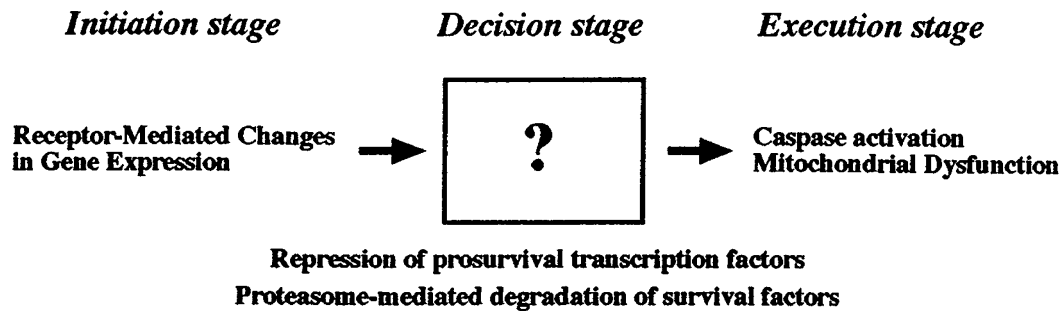 Initiation stage Decision stage Execution stage
Receptor-Mediated Changes
in Gene Expression
?
Caspase activation
Mitochondrial Dysfunction
Repression of prosurvival transcription factors
Proteasome-mediated degradation of survival factors